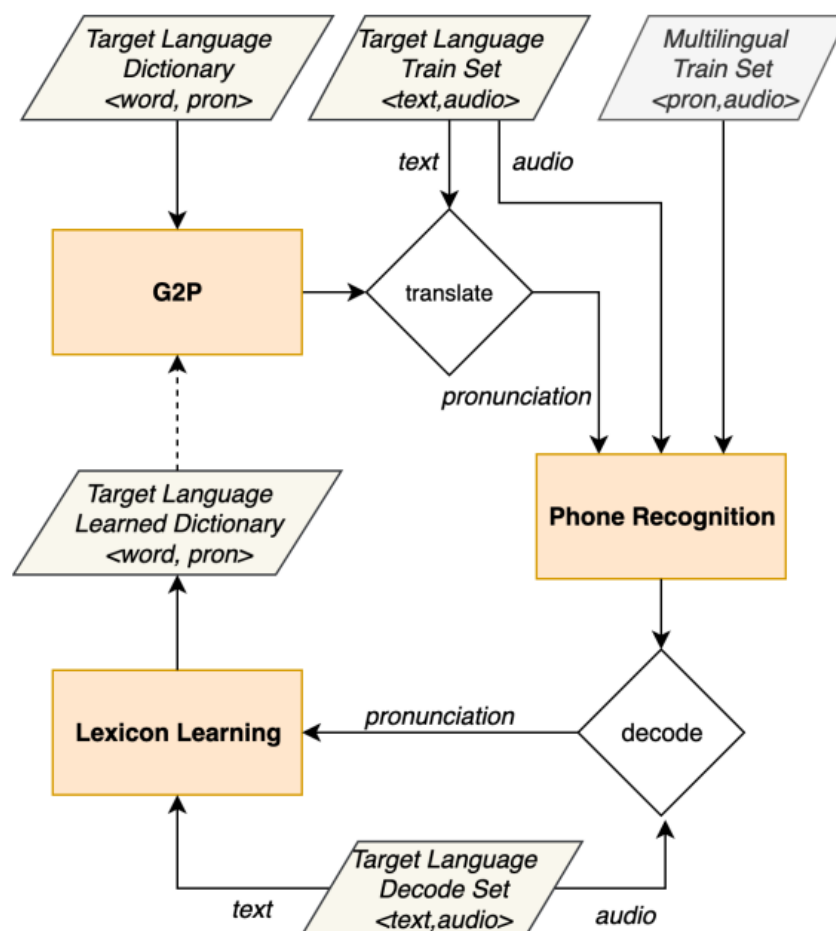 Target Language
Dictionary
<word, pron>
Target Language
Train Set
<text,audio>
Multilingual
Train Set
<pron,audio>
text
audio
G2P
translate
pronunciation
Target Language
Learned Dictionary
<word, pron>
Phone Recognition
Lexicon Learning
pronunciation
decode
Target Language
Decode Set
<text,audio>
text
audio